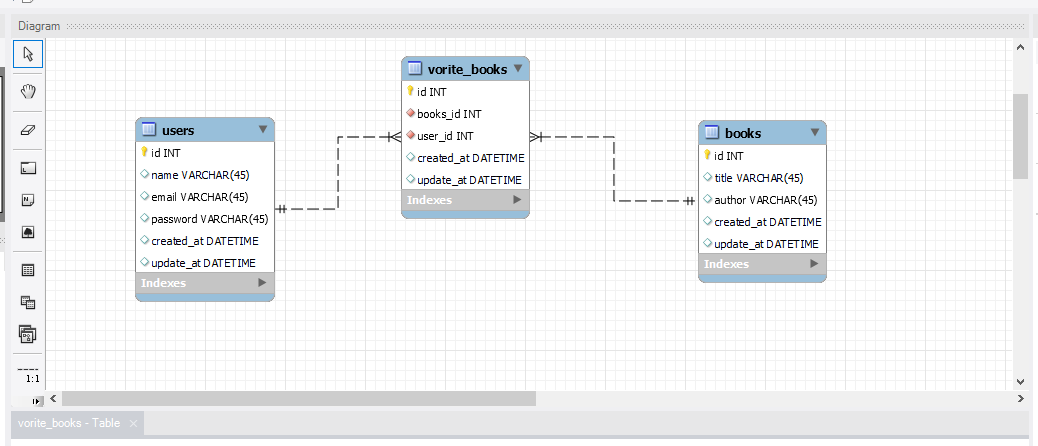 Diagram
users
id INT
name VARCHAR(45)
email VARCHAR(45)
password VARCHAR(45)
created_at DATETIME
update_at DATETIME
Indexes
vorite_books
id INT
books_id INT
user_id INT
created_at DATETIME
update_at DATETIME
Indexes
books
id INT
title VARCHAR(45)
author VARCHAR(45)
created_at DATETIME
update_at DATETIME
Indexes
N
1:1
vorite_books - Table